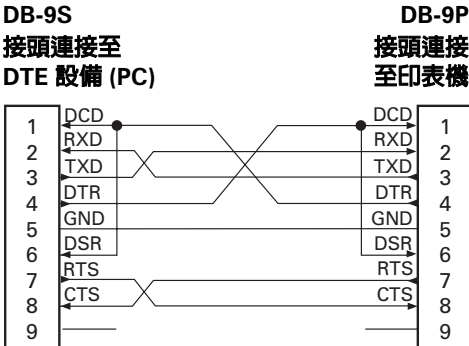 DB-9S DB-9P
接頭連接至 接頭連接
DTE 設備 (PC) 至印表機
1 DCD DCD 1
2 RXD RXD 2
3 TXD TXD 3
4 DTR DTR 4
5 GND GND 5
6 DSR DSR 6
7 RTS RTS 7
8 CTS CTS 8
9 9